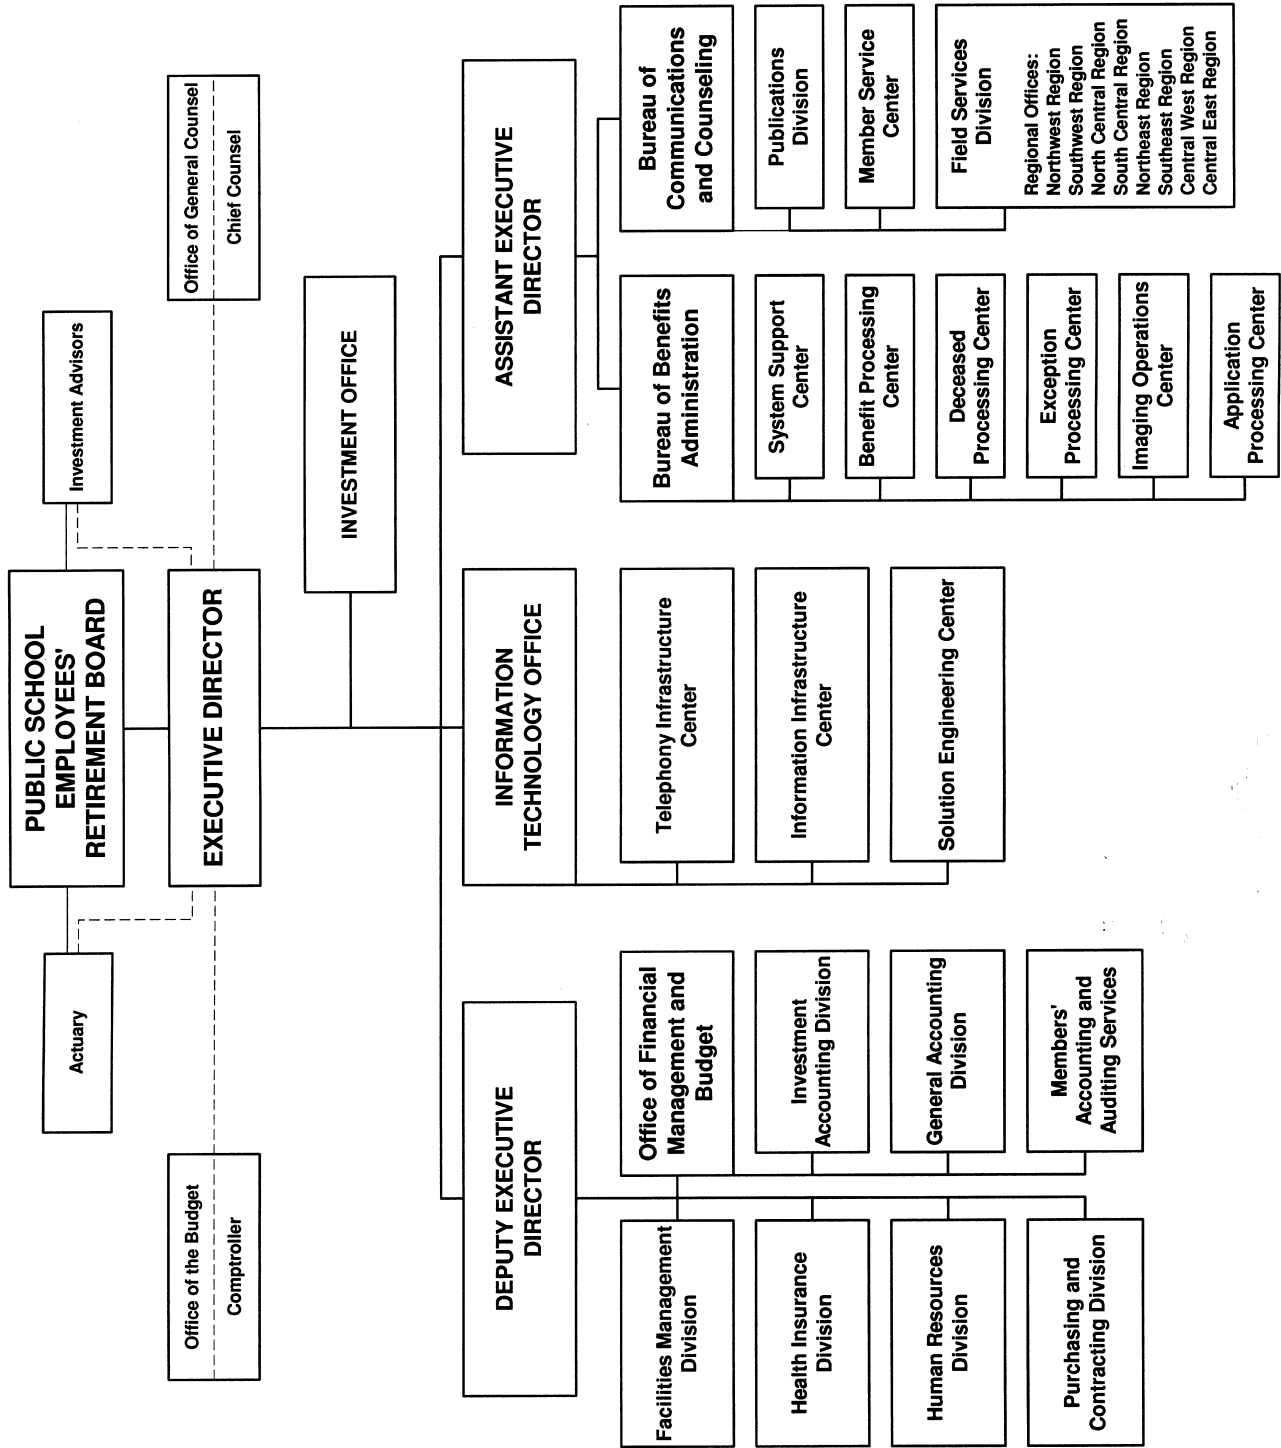 PUBLIC SCHOOL
EMPLOYEES'
RETIREMENT BOARD
Actuary
Investment Advisors
EXECUTIVE DIRECTOR
Office of the Budget
Comptroller
Office of General Counsel
Chief Counsel
INVESTMENT OFFICE
DEPUTY EXECUTIVE
DIRECTOR
INFORMATION
TECHNOLOGY OFFICE
ASSISTANT EXECUTIVE
DIRECTOR
Facilities Management
Division
Health Insurance
Division
Human Resources
Division
Purchasing and
Contracting Division
Office of Financial
Management and
Budget
Investment
Accounting Division
General Accounting
Division
Members'
Accounting and
Auditing Services
Telephony Infrastructure
Center
Information Infrastructure
Center
Solution Engineering Center
Bureau of Benefits
Administration
System Support
Center
Benefit Processing
Center
Deceased
Processing Center
Exception
Processing Center
Imaging Operations
Center
Application
Processing Center
Bureau of
Communications
and Counseling
Publications
Division
Member Service
Center
Field Services
Division
Regional Offices:
Northwest Region
Southwest Region
North Central Region
South Central Region
Northeast Region
Southeast Region
Central West Region
Central East Region